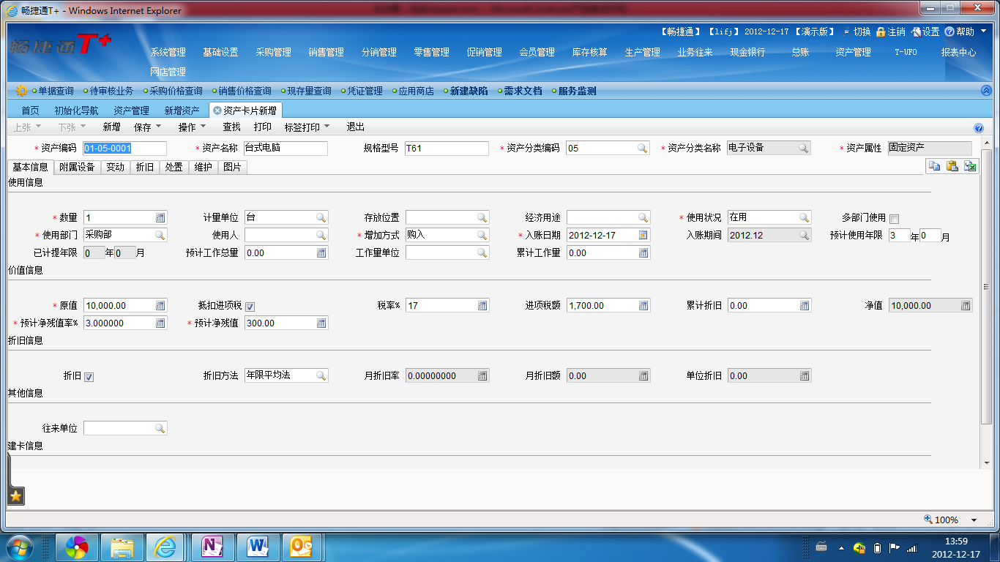 畅捷通T+ - Windows Internet Explorer
畅捷通T+
【畅捷通】 【lifj】 2012-12-17 【演示版】 切换 注销 设置 帮助
系统管理 基础设置 采购管理 销售管理 分销管理 零售管理 促销管理 会员管理 库存核算 生产管理 业务往来 现金银行 总账 资产管理 T-UFO 报表中心
网店管理
单据查询 待审核业务 采购价格查询 销售价格查询 现存量查询 凭证管理 应用商店 新建缺陷 需求文档 服务监测
首页 初始化导航 资产管理 新增资产 资产卡片新增
上张 下张 新增 保存 操作 查找 打印 标签打印 退出
* 资产编码 01-05-0001 * 资产名称 台式电脑 规格型号 T61 * 资产分类编码 05 * 资产分类名称 电子设备 * 资产属性 固定资产
基本信息 附属设备 变动 折旧 处置 维护 图片
使用信息
* 数量 1 计量单位 台 存放位置 经济用途 * 使用状况 在用 多部门使用
* 使用部门 采购部 使用人 * 增加方式 购入 * 入账日期 2012-12-17 入账期间 2012.12 预计使用年限 3 年 0 月
已计提年限 0 年 0 月 预计工作总量 0.00 工作量单位 累计工作量 0.00
价值信息
* 原值 10,000.00 抵扣进项税 税率% 17 进项税额 1,700.00 累计折旧 0.00 净值 10,000.00
* 预计净残值率% 3.000000 * 预计净残值 300.00
折旧信息
折旧 折旧方法 年限平均法 月折旧率 0.00000000 月折旧额 0.00 单位折旧 0.00
其他信息
往来单位
建卡信息
100%
13:59
2012-12-17